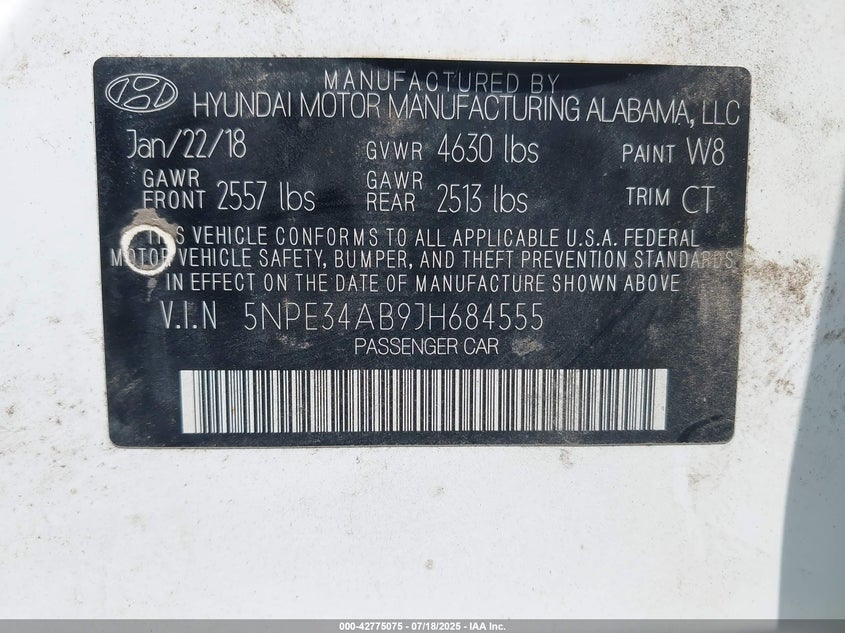 MANUFACTURED BY
HYUNDAI MOTOR MANUFACTURING ALABAMA, LLC
Jan/22/18 GVWR 4630 lbs PAINT W8
GAWR FRONT 2557 lbs GAWR REAR 2513 lbs TRIM CT
THIS VEHICLE CONFORMS TO ALL APPLICABLE U.S.A. FEDERAL
MOTOR VEHICLE SAFETY, BUMPER, AND THEFT PREVENTION STANDARDS
IN EFFECT ON THE DATE OF MANUFACTURE SHOWN ABOVE
V.I.N 5NPE34AB9JH684555
PASSENGER CAR
000-42775075 - 07/18/2025 - IAA Inc.